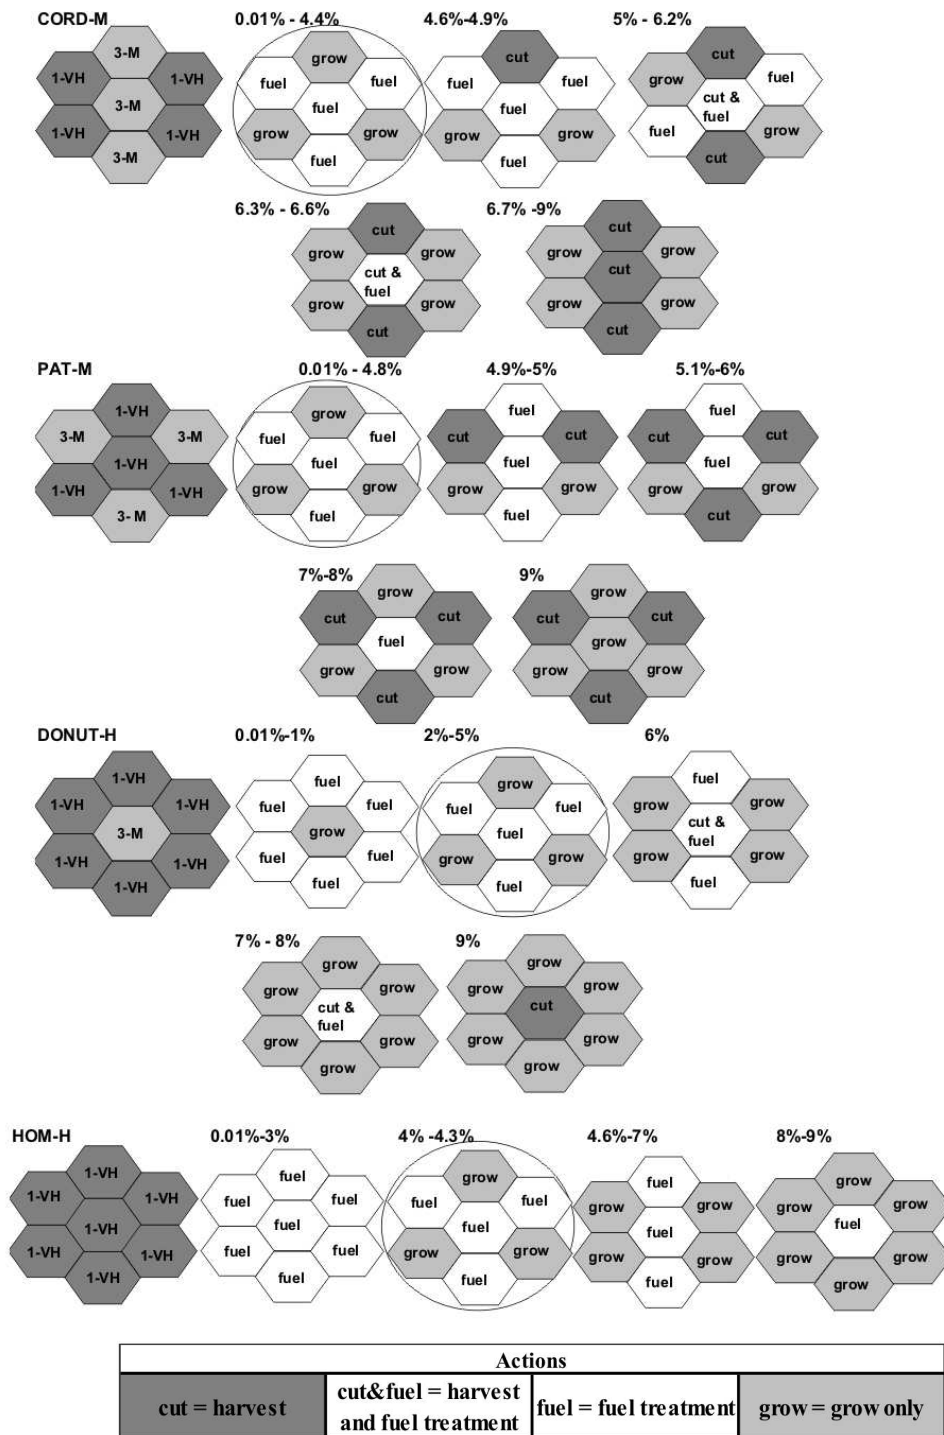 CORD-M 0.01% - 4.4% 4.6%-4.9% 5% - 6.2%
3-M grow cut cut
1-VH 1-VH fuel fuel fuel fuel grow fuel
3-M fuel fuel cut & fuel
1-VH 1-VH grow grow grow grow fuel grow
3-M fuel fuel cut
6.3% - 6.6% 6.7% -9%
cut cut
grow grow grow grow
cut & fuel cut
grow grow grow grow
cut cut
PAT-M 0.01% - 4.8% 4.9%-5% 5.1%-6%
1-VH grow fuel fuel
3-M 3-M fuel fuel cut cut cut cut
1-VH fuel fuel fuel
1-VH 1-VH grow grow grow grow grow grow
3- M fuel fuel cut
7%-8% 9%
grow grow
cut cut cut cut
fuel grow
grow grow grow grow
cut cut
DONUT-H 0.01%-1% 2%-5% 6%
1-VH fuel grow fuel
1-VH 1-VH fuel fuel fuel fuel grow grow
3-M grow fuel cut & fuel
1-VH 1-VH fuel fuel grow grow grow grow
1-VH fuel fuel fuel
7% - 8% 9%
grow grow
grow grow grow grow
cut & fuel cut
grow grow grow grow
grow grow
HOM-H 0.01%-3% 4% -4.3% 4.6%-7% 8%-9%
1-VH fuel grow fuel grow
1-VH 1-VH fuel fuel fuel fuel grow grow grow grow
1-VH fuel fuel fuel fuel
1-VH 1-VH fuel fuel grow grow grow grow grow grow
1-VH fuel fuel fuel grow
Actions
cut = harvest cut&fuel = harvest and fuel treatment fuel = fuel treatment grow = grow only